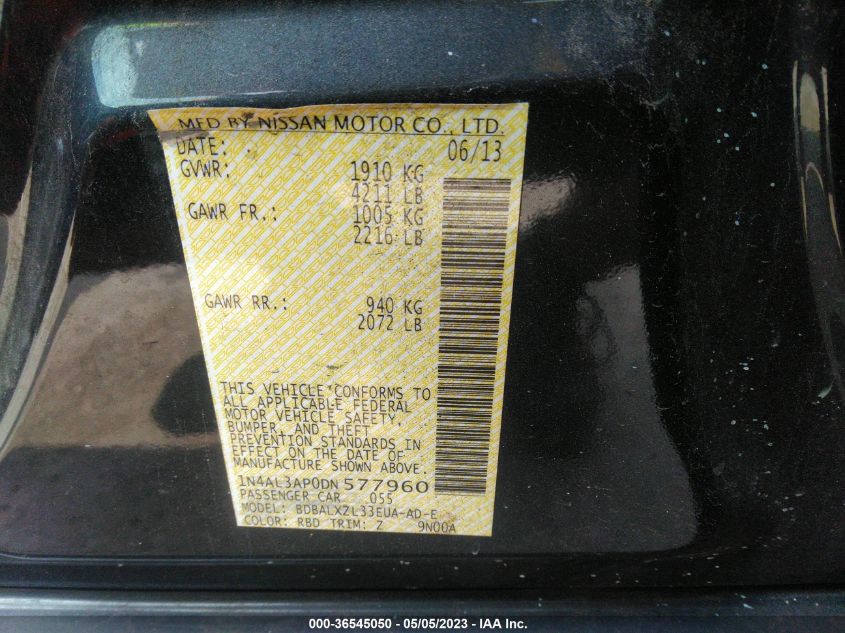 MFD BY NISSAN MOTOR CO., LTD.
DATE: 06/13
GVWR: 1910 KG
4211 LB
GAWR FR.: 1005 KG
2216 LB
GAWR RR.: 940 KG
2072 LB
THIS VEHICLE CONFORMS TO
ALL APPLICABLE FEDERAL
MOTOR VEHICLE SAFETY,
BUMPER, AND THEFT
PREVENTION STANDARDS IN
EFFECT ON THE DATE OF
MANUFACTURE SHOWN ABOVE.
1N4AL3AP0DN 577960
PASSENGER CAR 055
MODEL: BDBALXZL33EUA-AD-E
COLOR: RBD TRIM: Z 9N00A
000-36545050 / 05/05/2023 - IAA Inc.